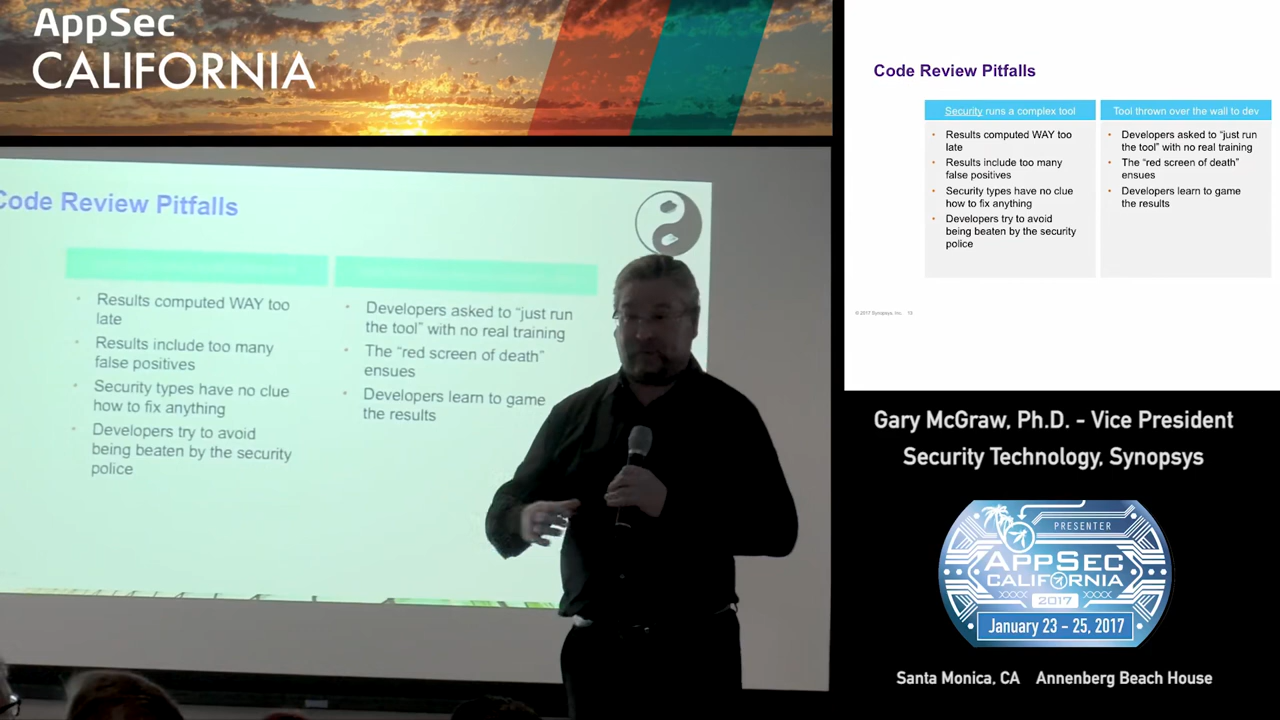 AppSec
CALIFORNIA
Code Review Pitfalls
• Results computed WAY too
late
• Results include too many
false positives
• Security types have no clue
how to fix anything
• Developers try to avoid
being beaten by the security
police
• Developers asked to “just run
the tool” with no real training
• The “red screen of death”
ensues
• Developers learn to game
the results
Code Review Pitfalls
Security runs a complex tool
• Results computed WAY too
late
• Results include too many
false positives
• Security types have no clue
how to fix anything
• Developers try to avoid
being beaten by the security
police
Tool thrown over the wall to dev
• Developers asked to “just run
the tool” with no real training
• The “red screen of death”
ensues
• Developers learn to game
the results
© 2017 Synopsys, Inc. 13
Gary McGraw, Ph.D. - Vice President
Security Technology, Synopsys
PRESENTER
APPSEC
CALIFORNIA
XXXX 2017 XXXX
January 23 - 25, 2017
Santa Monica, CA Annenberg Beach House